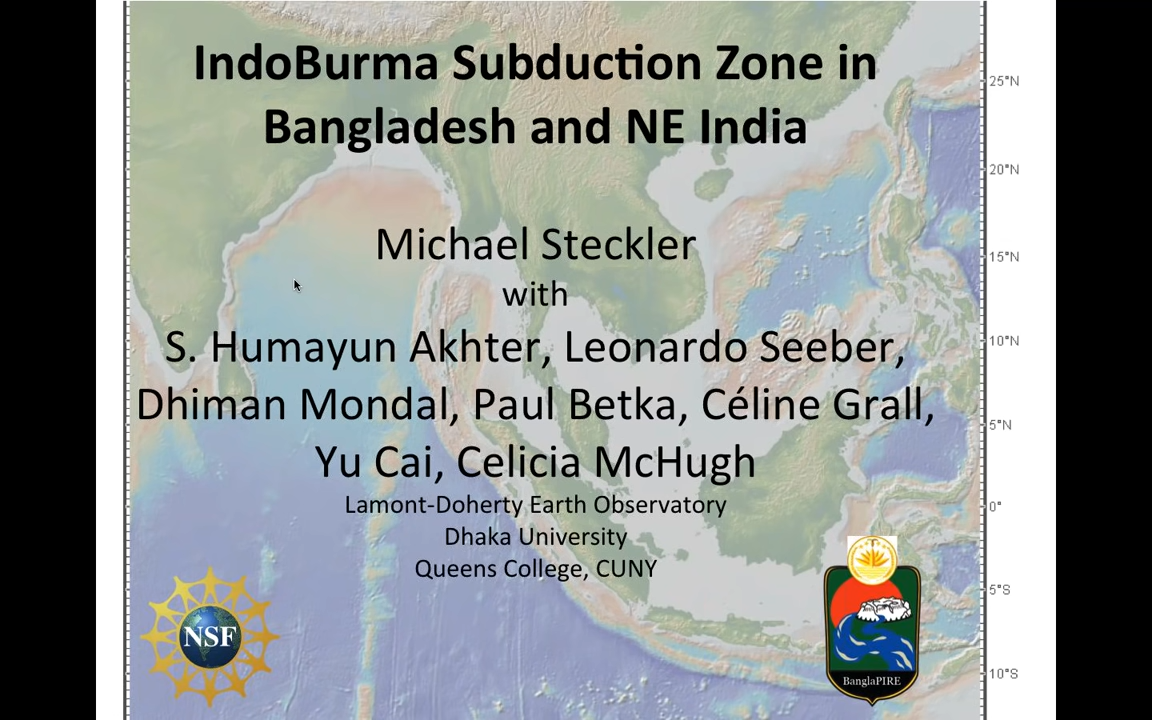 IndoBurma Subduction Zone in
Bangladesh and NE India
Michael Steckler
with
S. Humayun Akhter, Leonardo Seeber,
Dhiman Mondal, Paul Betka, Céline Grall,
Yu Cai, Celicia McHugh
Lamont-Doherty Earth Observatory
Dhaka University
Queens College, CUNY
NSF
BanglaPIRE
25°N
20°N
15°N
10°N
5°N
0°
5°S
10°S